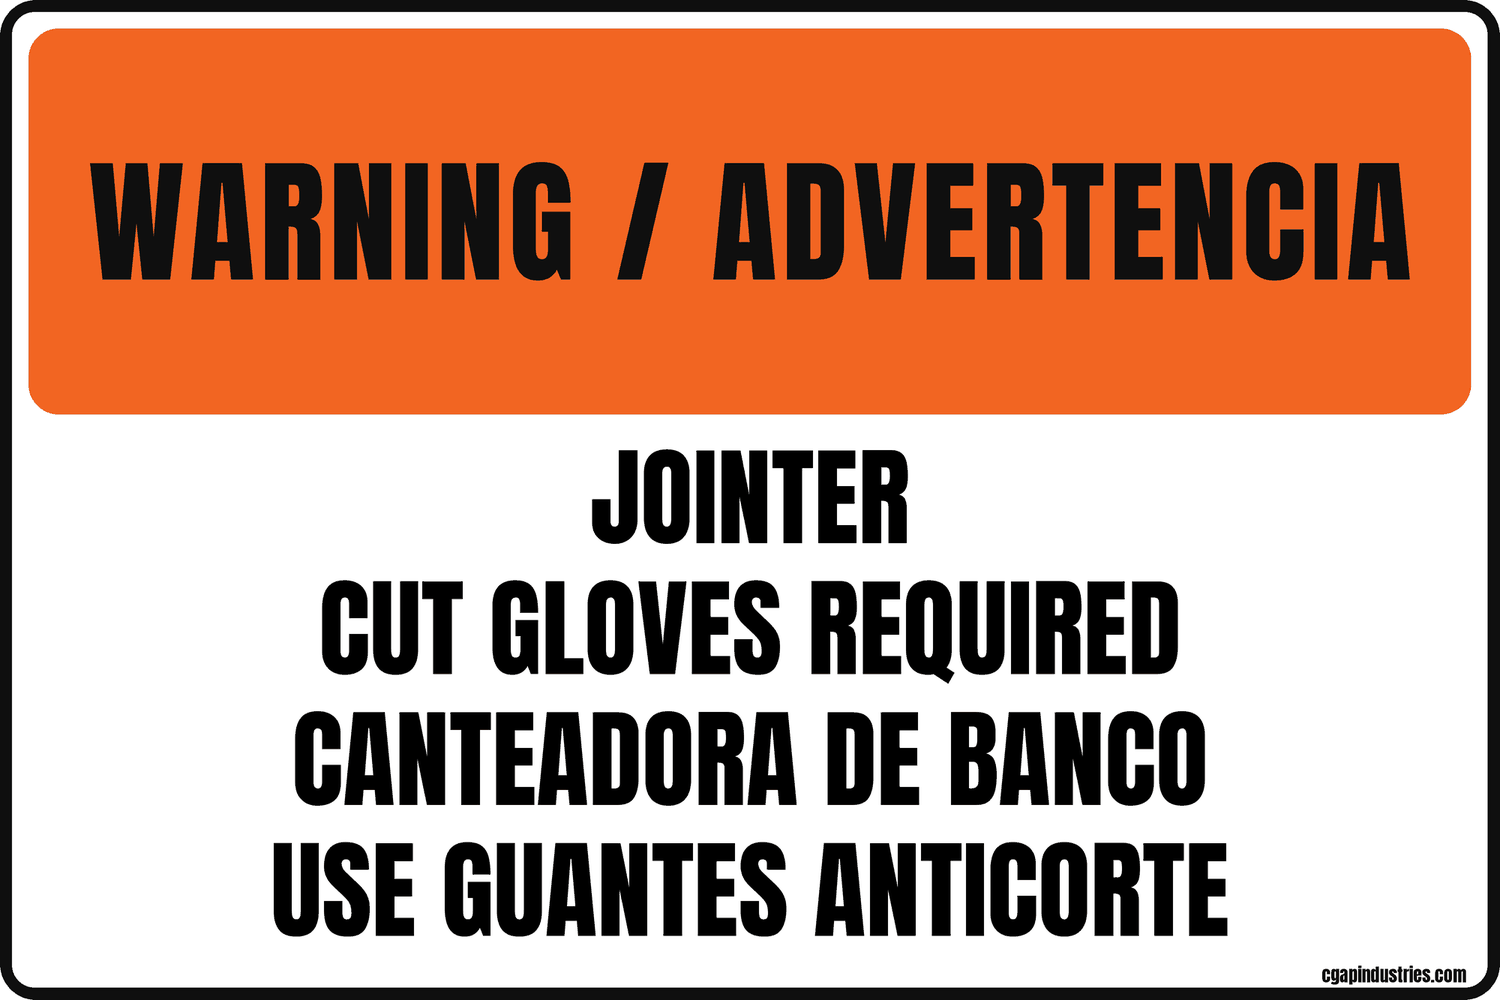 WARNING / ADVERTENCIA
JOINTER
CUT GLOVES REQUIRED
CANTEADORA DE BANCO
USE GUANTES ANTICORTE
cgapindustries.com